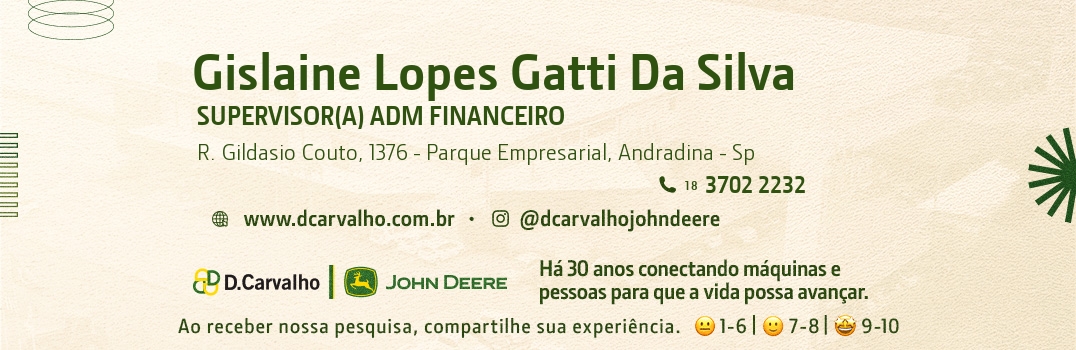 Gislaine Lopes Gatti Da Silva
SUPERVISOR(A) ADM FINANCEIRO
R. Gildasio Couto, 1376 - Parque Empresarial, Andradina - Sp
18 3702 2232
www.dcarvalho.com.br • @dcarvalhojohndeere
D.Carvalho | JOHN DEERE
Há 30 anos conectando máquinas e
pessoas para que a vida possa avançar.
Ao receber nossa pesquisa, compartilhe sua experiência. 😐 1-6 | 🙂 7-8 | 🤩 9-10